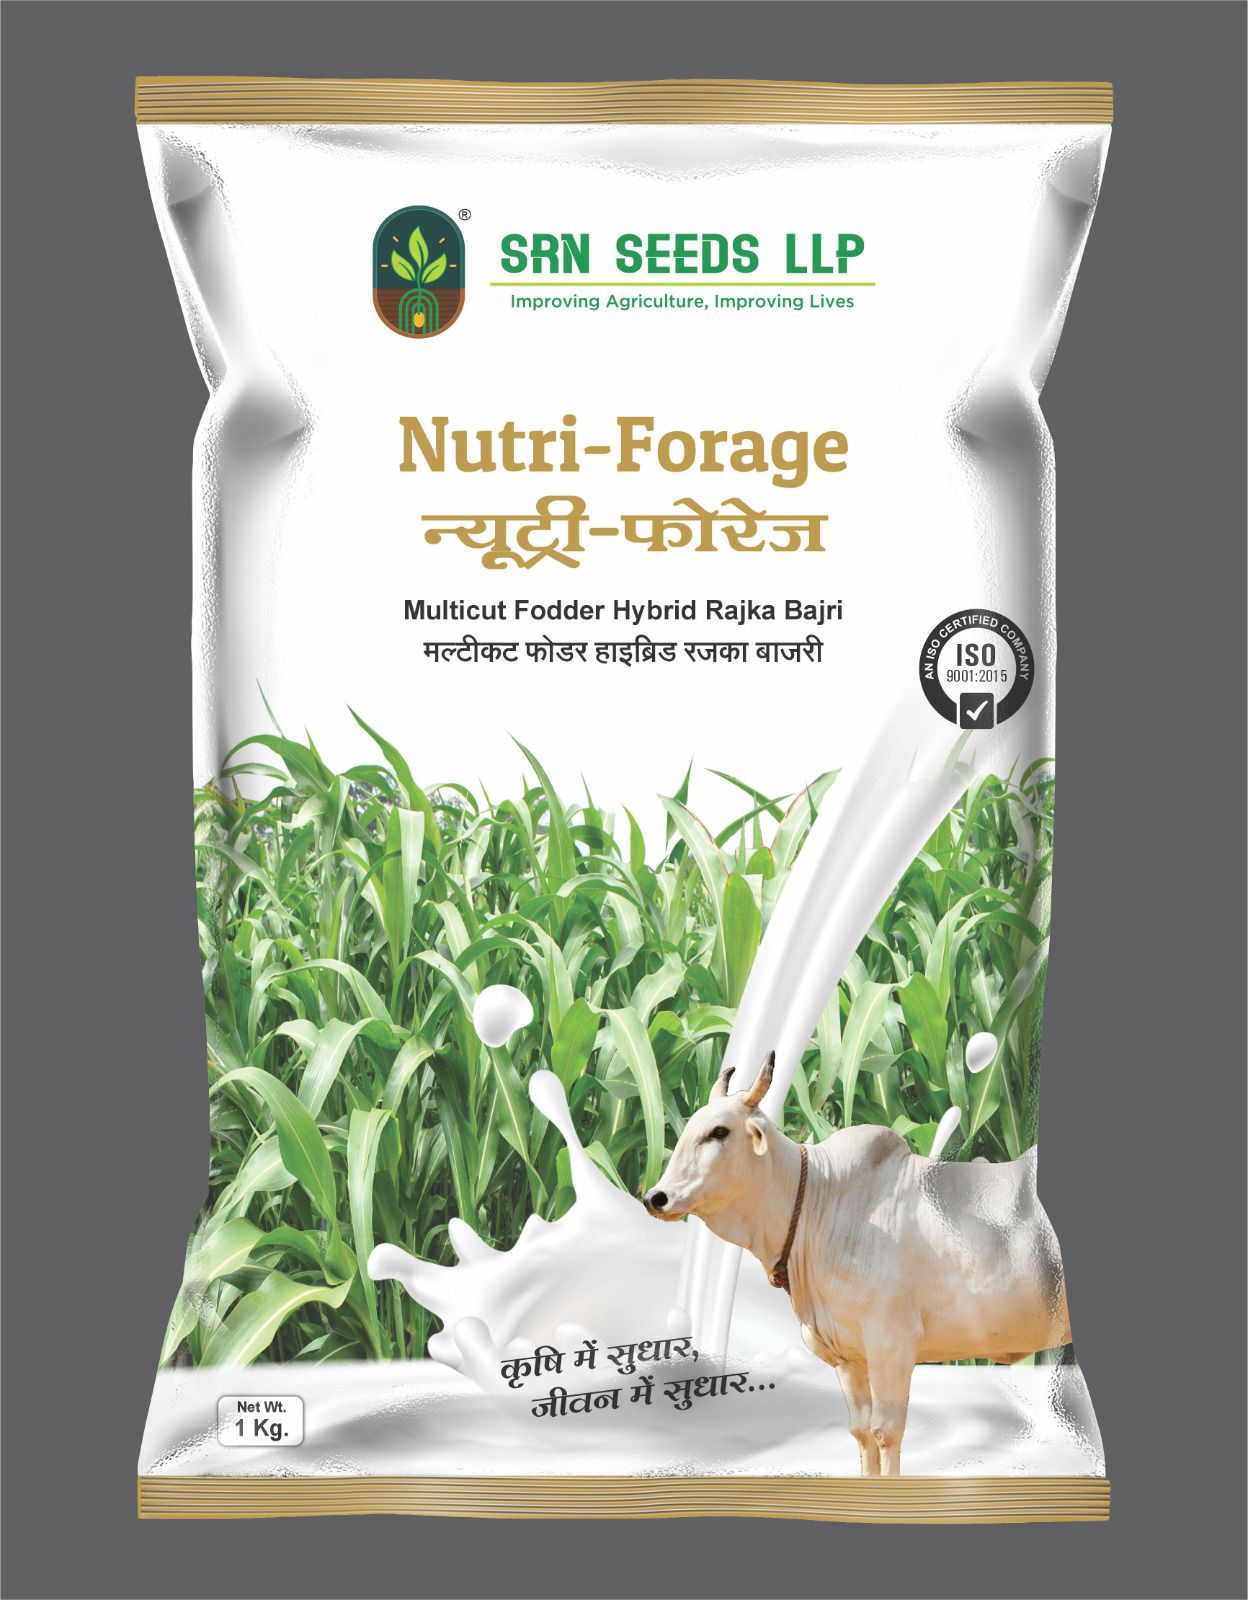 ®
SRN SEEDS LLP
Improving Agriculture, Improving Lives
Nutri-Forage
न्यूट्री-फोरेज
Multicut Fodder Hybrid Rajka Bajri
मल्टीकट फोडर हाइब्रिड रजका बाजरी
AN ISO CERTIFIED COMPANY
ISO
9001:2015
कृषि में सुधार,
जीवन में सुधार...
Net Wt.
1 Kg.